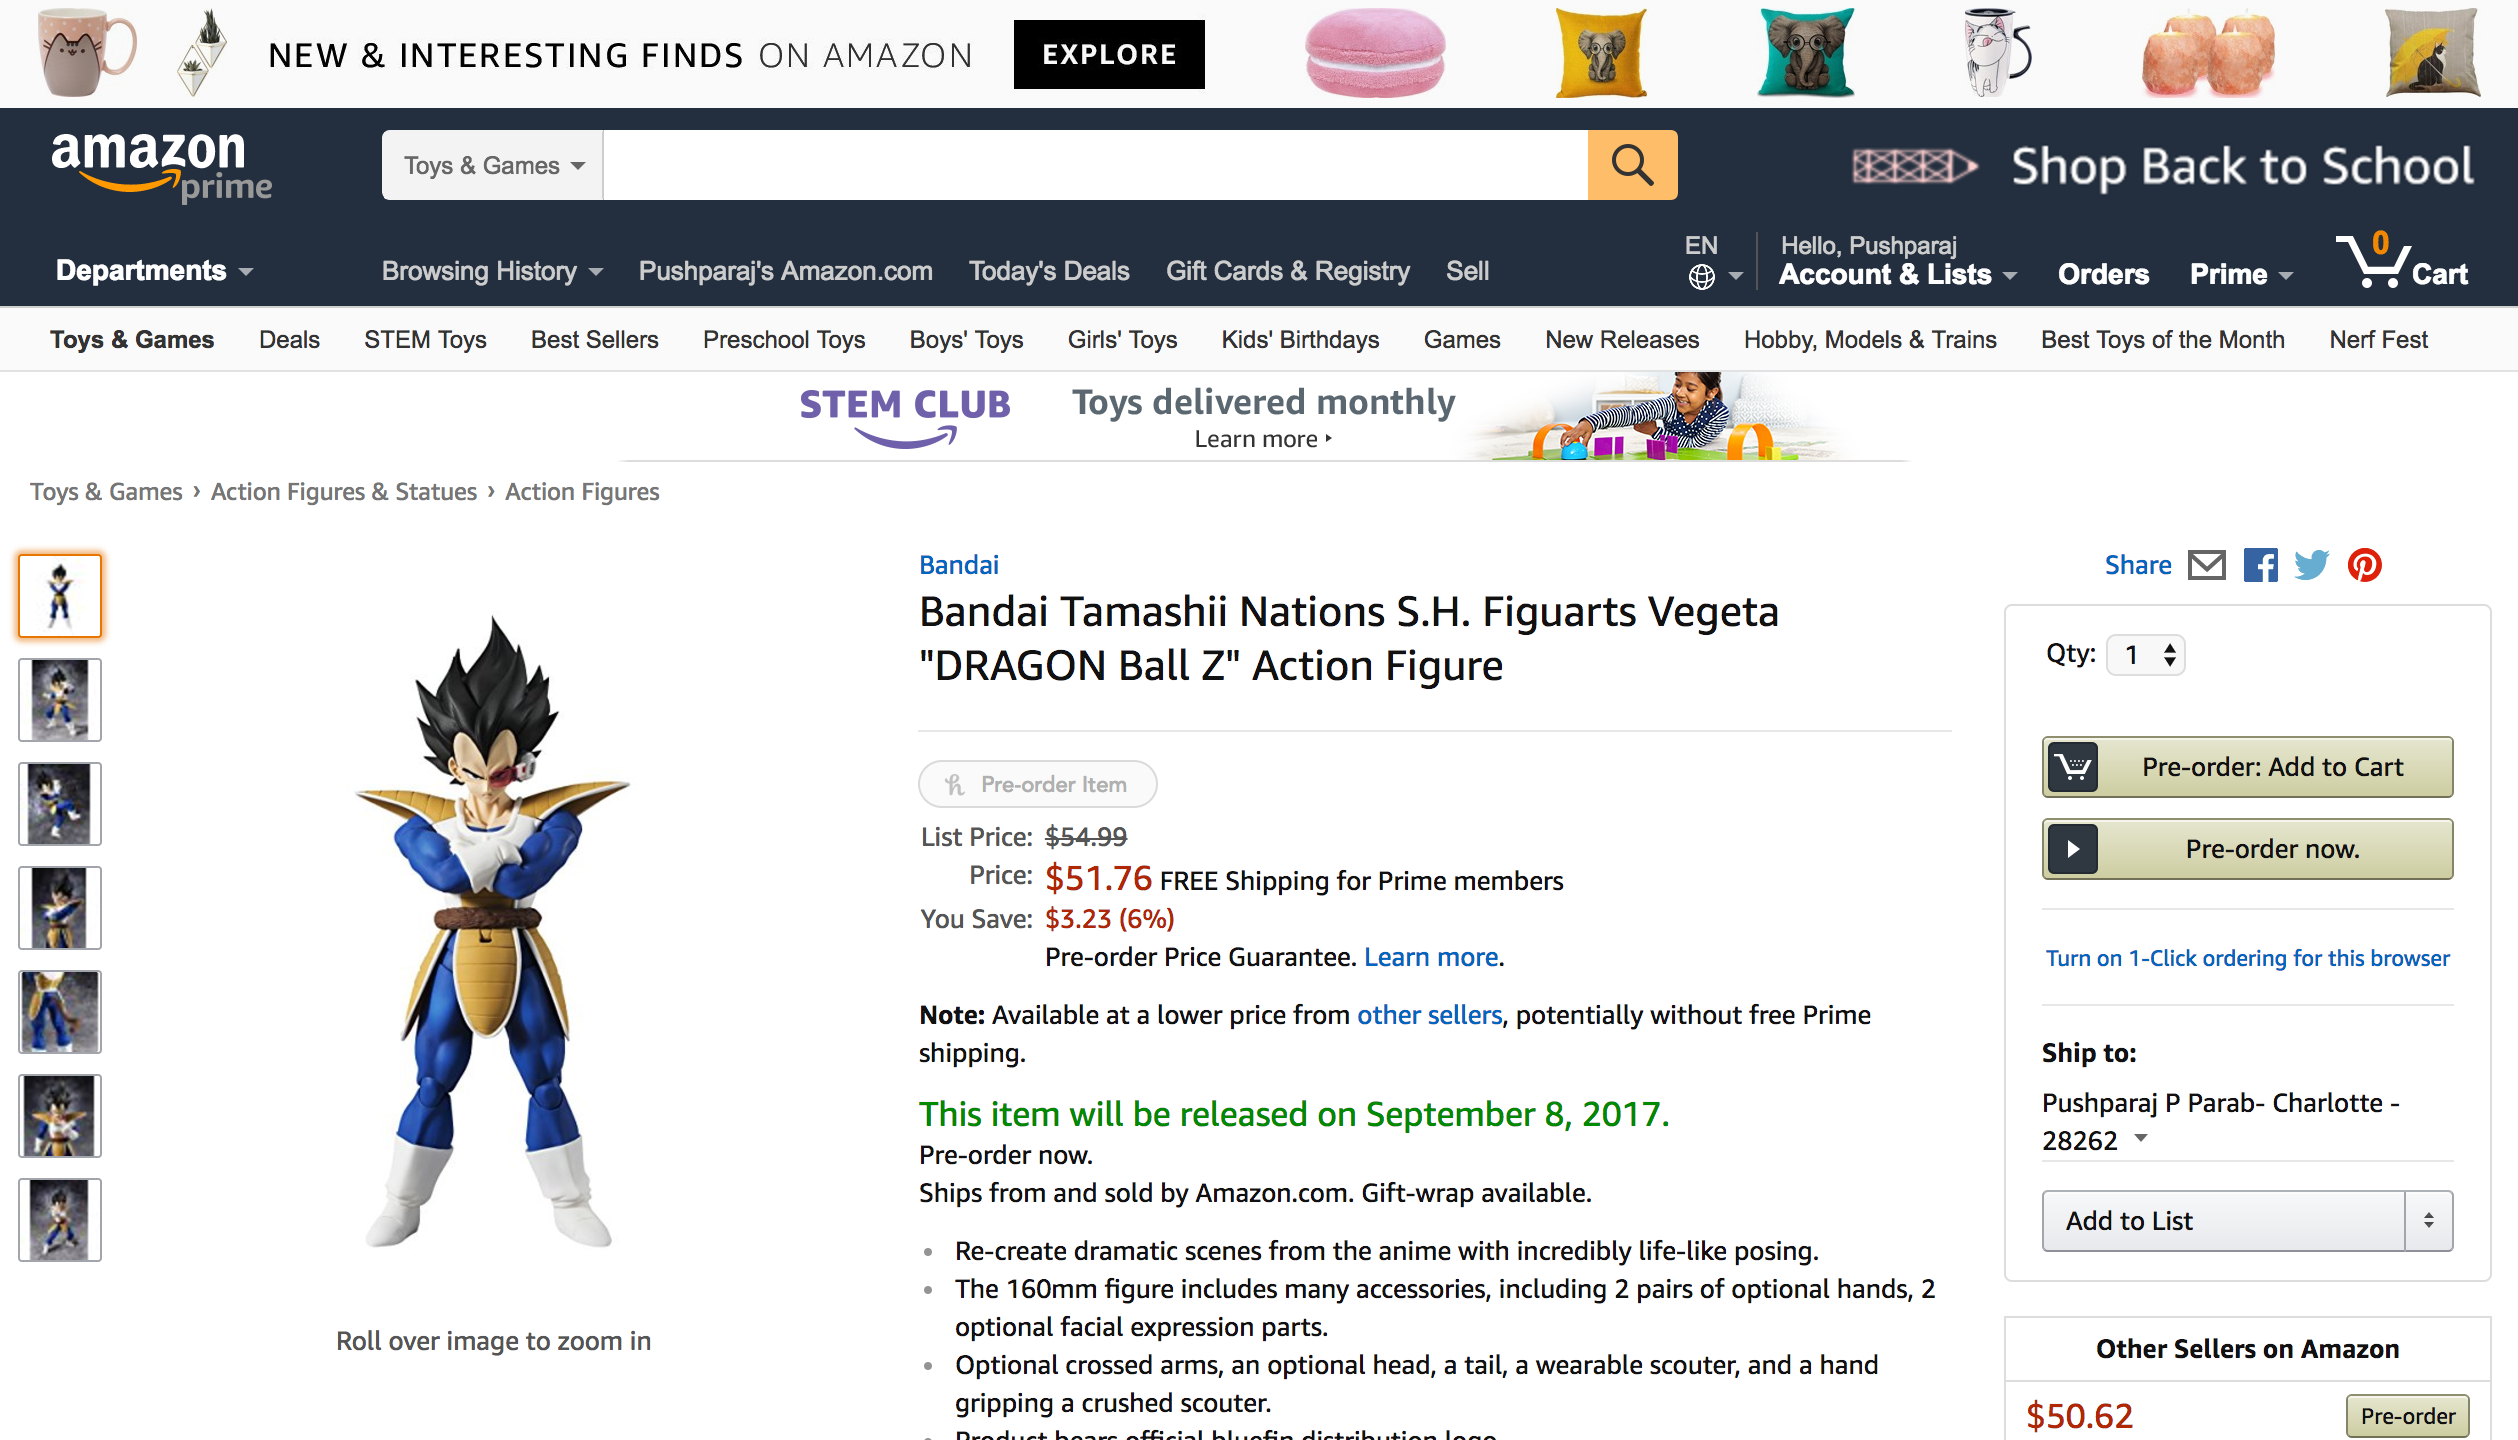 NEW & INTERESTING FINDS ON AMAZON EXPLORE
amazon
prime
Toys & Games
Shop Back to School
Departments
Browsing History
Pushparaj's Amazon.com
Today's Deals
Gift Cards & Registry
Sell
EN
Hello, Pushparaj
Account & Lists
Orders
Prime
0
Cart
Toys & Games
Deals
STEM Toys
Best Sellers
Preschool Toys
Boys' Toys
Girls' Toys
Kids' Birthdays
Games
New Releases
Hobby, Models & Trains
Best Toys of the Month
Nerf Fest
STEM CLUB
Toys delivered monthly
Learn more ‣
Toys & Games › Action Figures & Statues › Action Figures
Roll over image to zoom in
Bandai
Bandai Tamashii Nations S.H. Figuarts Vegeta
"DRAGON Ball Z" Action Figure
Pre-order Item
List Price: $54.99
Price: $51.76 FREE Shipping for Prime members
You Save: $3.23 (6%)
Pre-order Price Guarantee. Learn more.
Note: Available at a lower price from other sellers, potentially without free Prime
shipping.
This item will be released on September 8, 2017.
Pre-order now.
Ships from and sold by Amazon.com. Gift-wrap available.
• Re-create dramatic scenes from the anime with incredibly life-like posing.
• The 160mm figure includes many accessories, including 2 pairs of optional hands, 2
optional facial expression parts.
• Optional crossed arms, an optional head, a tail, a wearable scouter, and a hand
gripping a crushed scouter.
• Product bears official bluefin distribution logo
Share
Qty: 1
Pre-order: Add to Cart
Pre-order now.
Turn on 1-Click ordering for this browser
Ship to:
Pushparaj P Parab- Charlotte -
28262
Add to List
Other Sellers on Amazon
$50.62
Pre-order